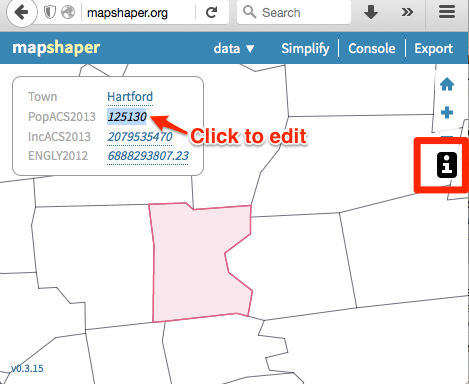 mapshaper.org
Search
mapshaper
data ▼
Simplify
Console
Export
Town Hartford
PopACS2013 125130
IncACS2013 2079535470
ENGLY2012 6888293807.23
Click to edit
v0.3.15